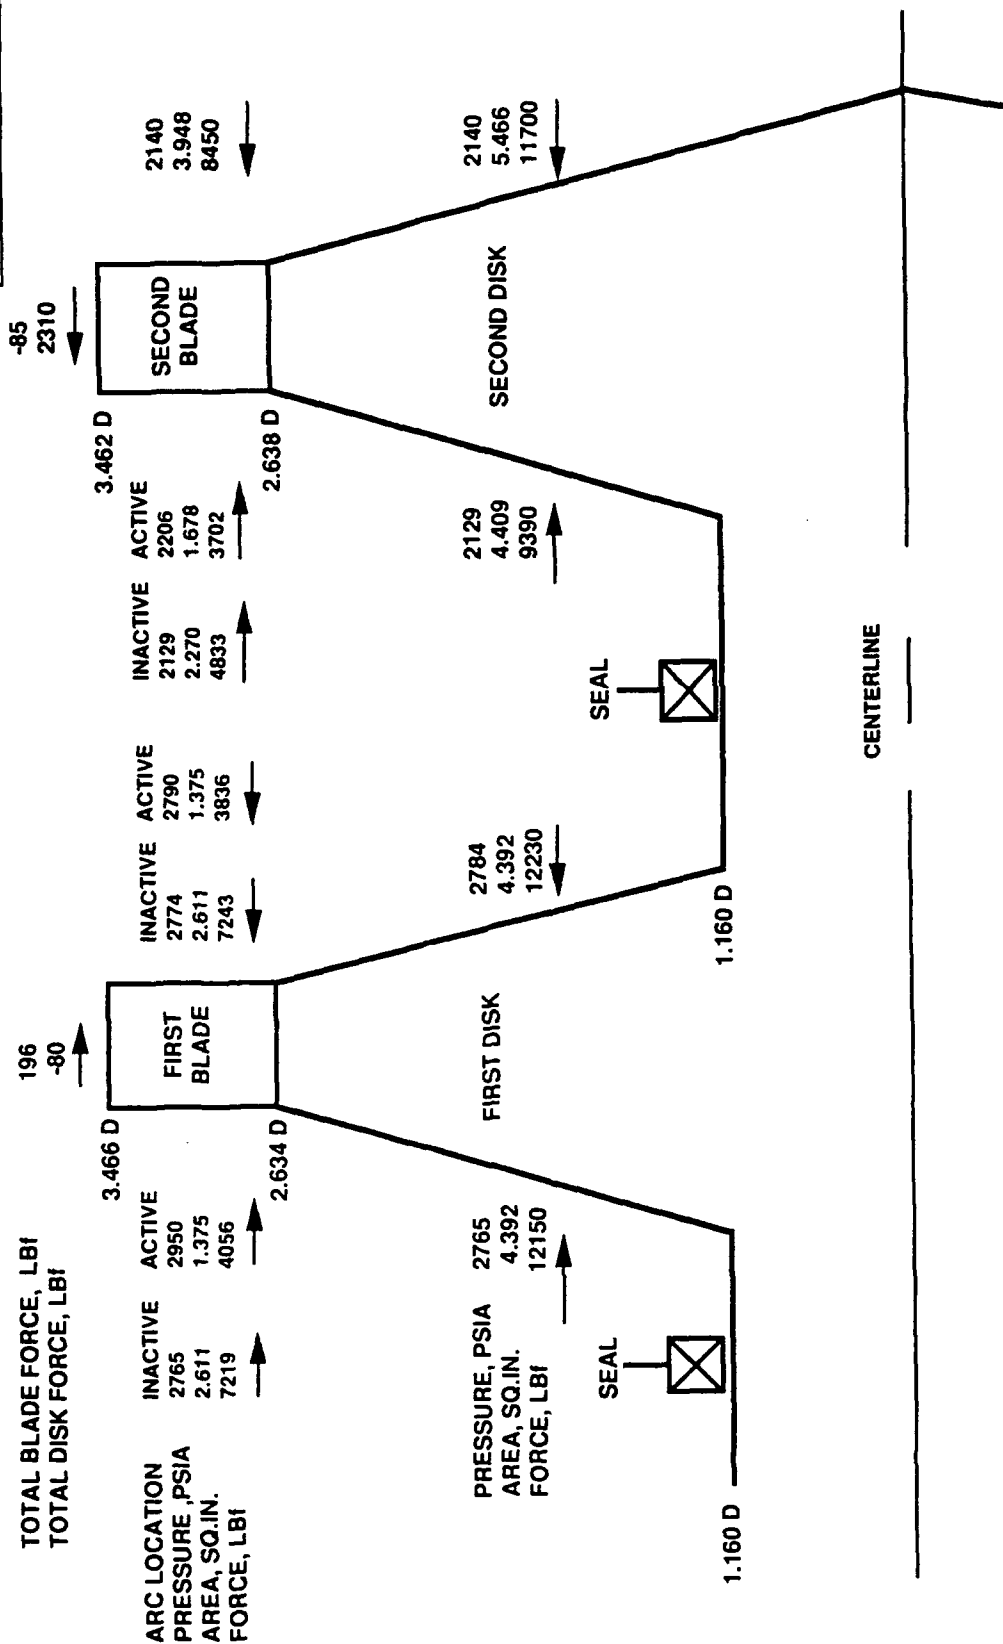 TOTAL BLADE FORCE, LBf
TOTAL DISK FORCE, LBf
196
-80
-85
2310
3.466 D
3.462 D
FIRST
BLADE
SECOND
BLADE
ARC LOCATION
PRESSURE ,PSIA
AREA, SQ.IN.
FORCE, LBf
INACTIVE
2765
2.611
7219
ACTIVE
2950
1.375
4056
INACTIVE
2774
2.611
7243
ACTIVE
2790
1.375
3836
INACTIVE
2129
2.270
4833
ACTIVE
2206
1.678
3702
2140
3.948
8450
2.634 D
2.638 D
PRESSURE, PSIA
AREA, SQ.IN.
FORCE, LBf
2765
4.392
12150
FIRST DISK
2784
4.392
12230
2129
4.409
9390
SECOND DISK
2140
5.466
11700
SEAL
SEAL
1.160 D
1.160 D
CENTERLINE